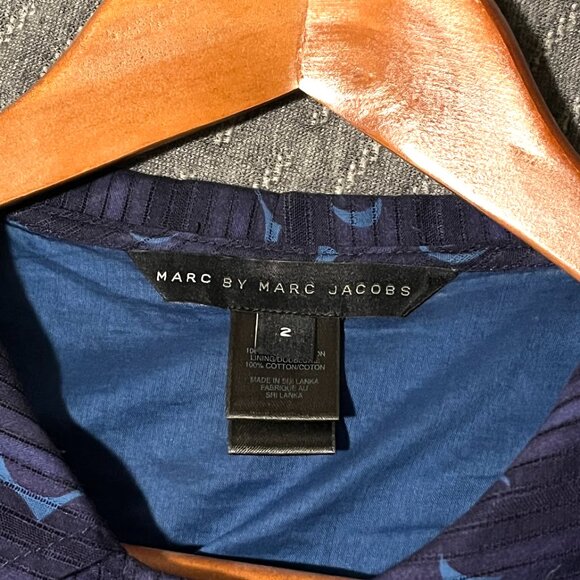 MARC BY MARC JACOBS
2
LINING/DOUBLURE
100% COTTON/COTON
MADE IN SRI LANKA
FABRIQUE AU
SRI LANKA